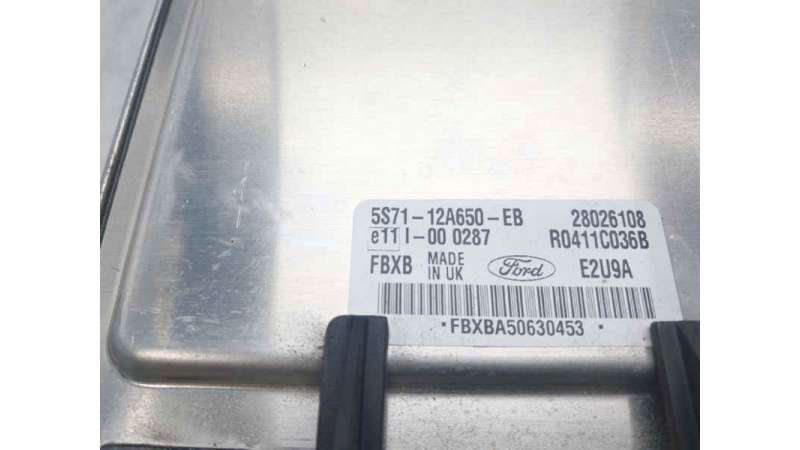 5S71-12A650-EB 28026108
e11 I-00 0287 R0411C036B
FBXB MADE IN UK Ford E2U9A
*FBXBA50630453*